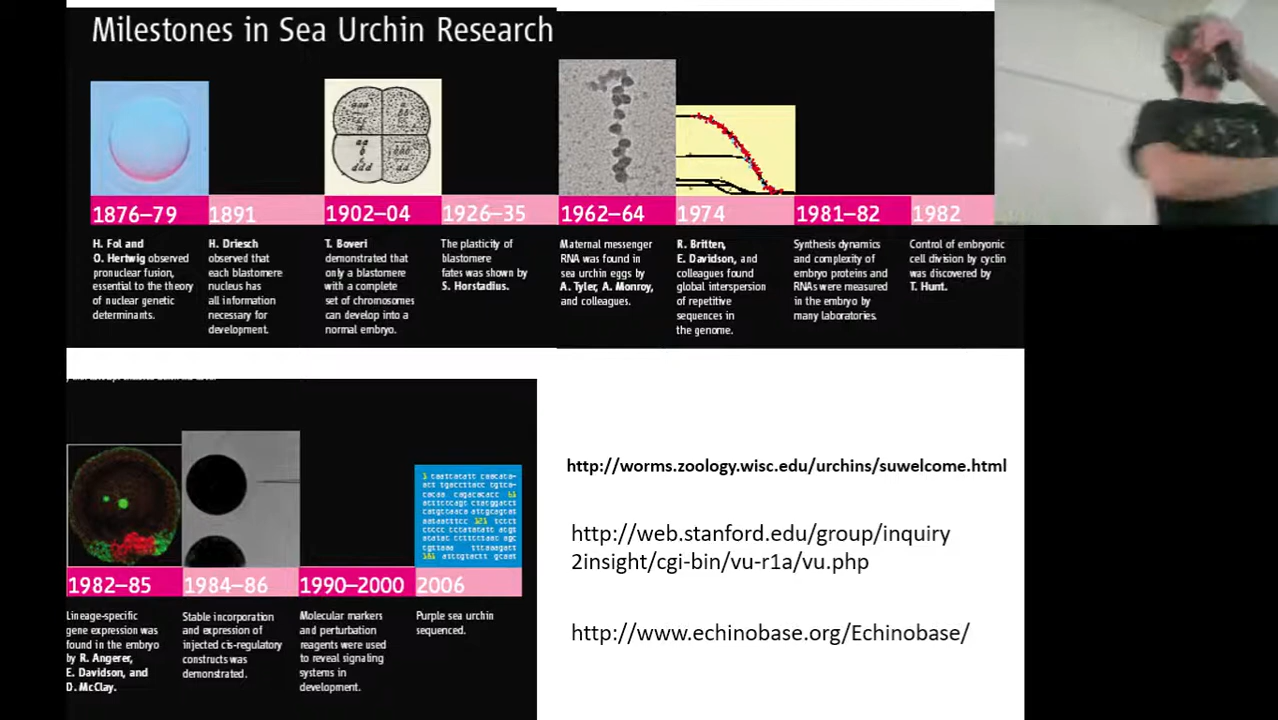 Milestones in Sea Urchin Research
1876–79
1891
1902–04
1926–35
1962–64
1974
1981–82
1982
H. Fol and
O. Hertwig observed
pronuclear fusion,
essential to the theory
of nuclear genetic
determinants.
H. Driesch
observed that
each blastomere
nucleus has
all information
necessary for
development.
T. Boveri
demonstrated that
only a blastomere
with a complete
set of chromosomes
can develop into a
normal embryo.
The plasticity of
blastomere
fates was shown by
S. Horstadius.
Maternal messenger
RNA was found in
sea urchin eggs by
A. Tyler, A. Monroy,
and colleagues.
R. Britten,
E. Davidson, and
colleagues found
global interspersion
of repetitive
sequences in
the genome.
Synthesis dynamics
and complexity of
embryo proteins and
RNAs were measured
in the embryo by
many laboratories.
Control of embryonic
cell division by cyclin
was discovered by
T. Hunt.
1982–85
1984–86
1990–2000
2006
Lineage-specific
gene expression was
found in the embryo
by R. Angerer,
E. Davidson, and
D. McClay.
Stable incorporation
and expression of
injected cis-regulatory
constructs was
demonstrated.
Molecular markers
and perturbation
reagents were used
to reveal signaling
systems in
development.
Purple sea urchin
sequenced.
http://worms.zoology.wisc.edu/urchins/suwelcome.html
http://web.stanford.edu/group/inquiry
2insight/cgi-bin/vu-r1a/vu.php
http://www.echinobase.org/Echinobase/